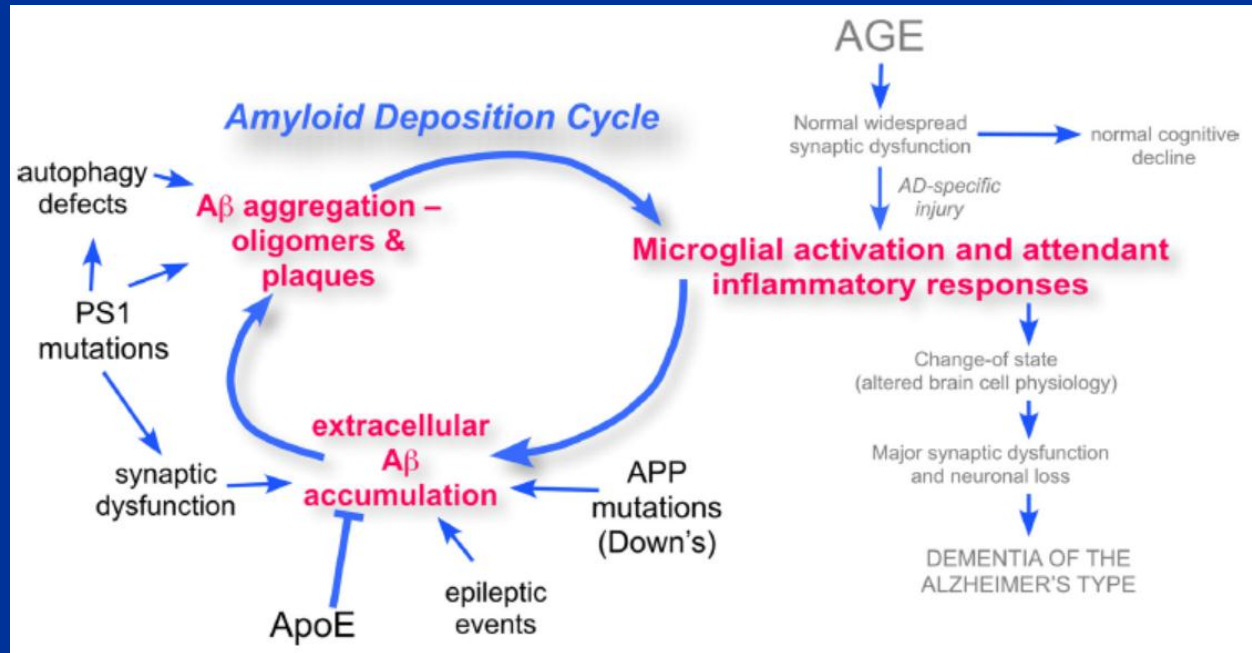 AGE
Amyloid Deposition Cycle
Normal widespread
synaptic dysfunction
normal cognitive
decline
AD-specific
injury
autophagy
defects
Aβ aggregation –
oligomers &
plaques
Microglial activation and attendant
inflammatory responses
PS1
mutations
Change-of state
(altered brain cell physiology)
extracellular
Aβ
accumulation
Major synaptic dysfunction
and neuronal loss
synaptic
dysfunction
APP
mutations
(Down's)
DEMENTIA OF THE
ALZHEIMER'S TYPE
epileptic
events
ApoE